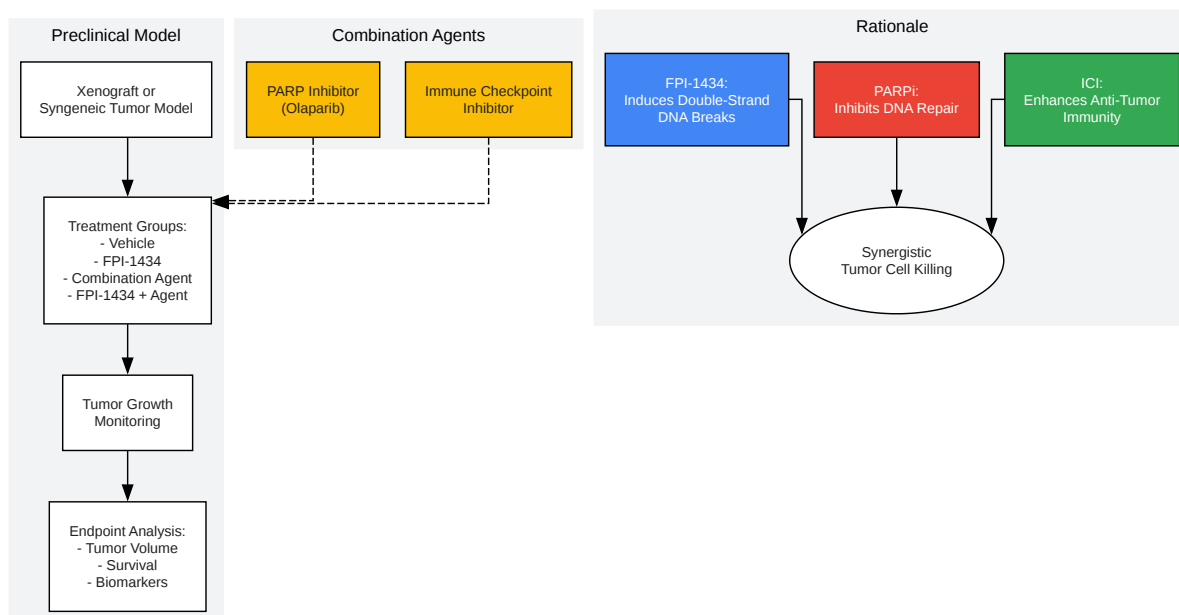 Preclinical Model
Xenograft or
Syngeneic Tumor Model
Treatment Groups:
- Vehicle
- FPI-1434
- Combination Agent
- FPI-1434 + Agent
Tumor Growth
Monitoring
Endpoint Analysis:
- Tumor Volume
- Survival
- Biomarkers
Combination Agents
PARP Inhibitor
(Olaparib)
Immune Checkpoint
Inhibitor
Rationale
FPI-1434:
Induces Double-Strand
DNA Breaks
PARPi:
Inhibits DNA Repair
ICI:
Enhances Anti-Tumor
Immunity
Synergistic
Tumor Cell Killing